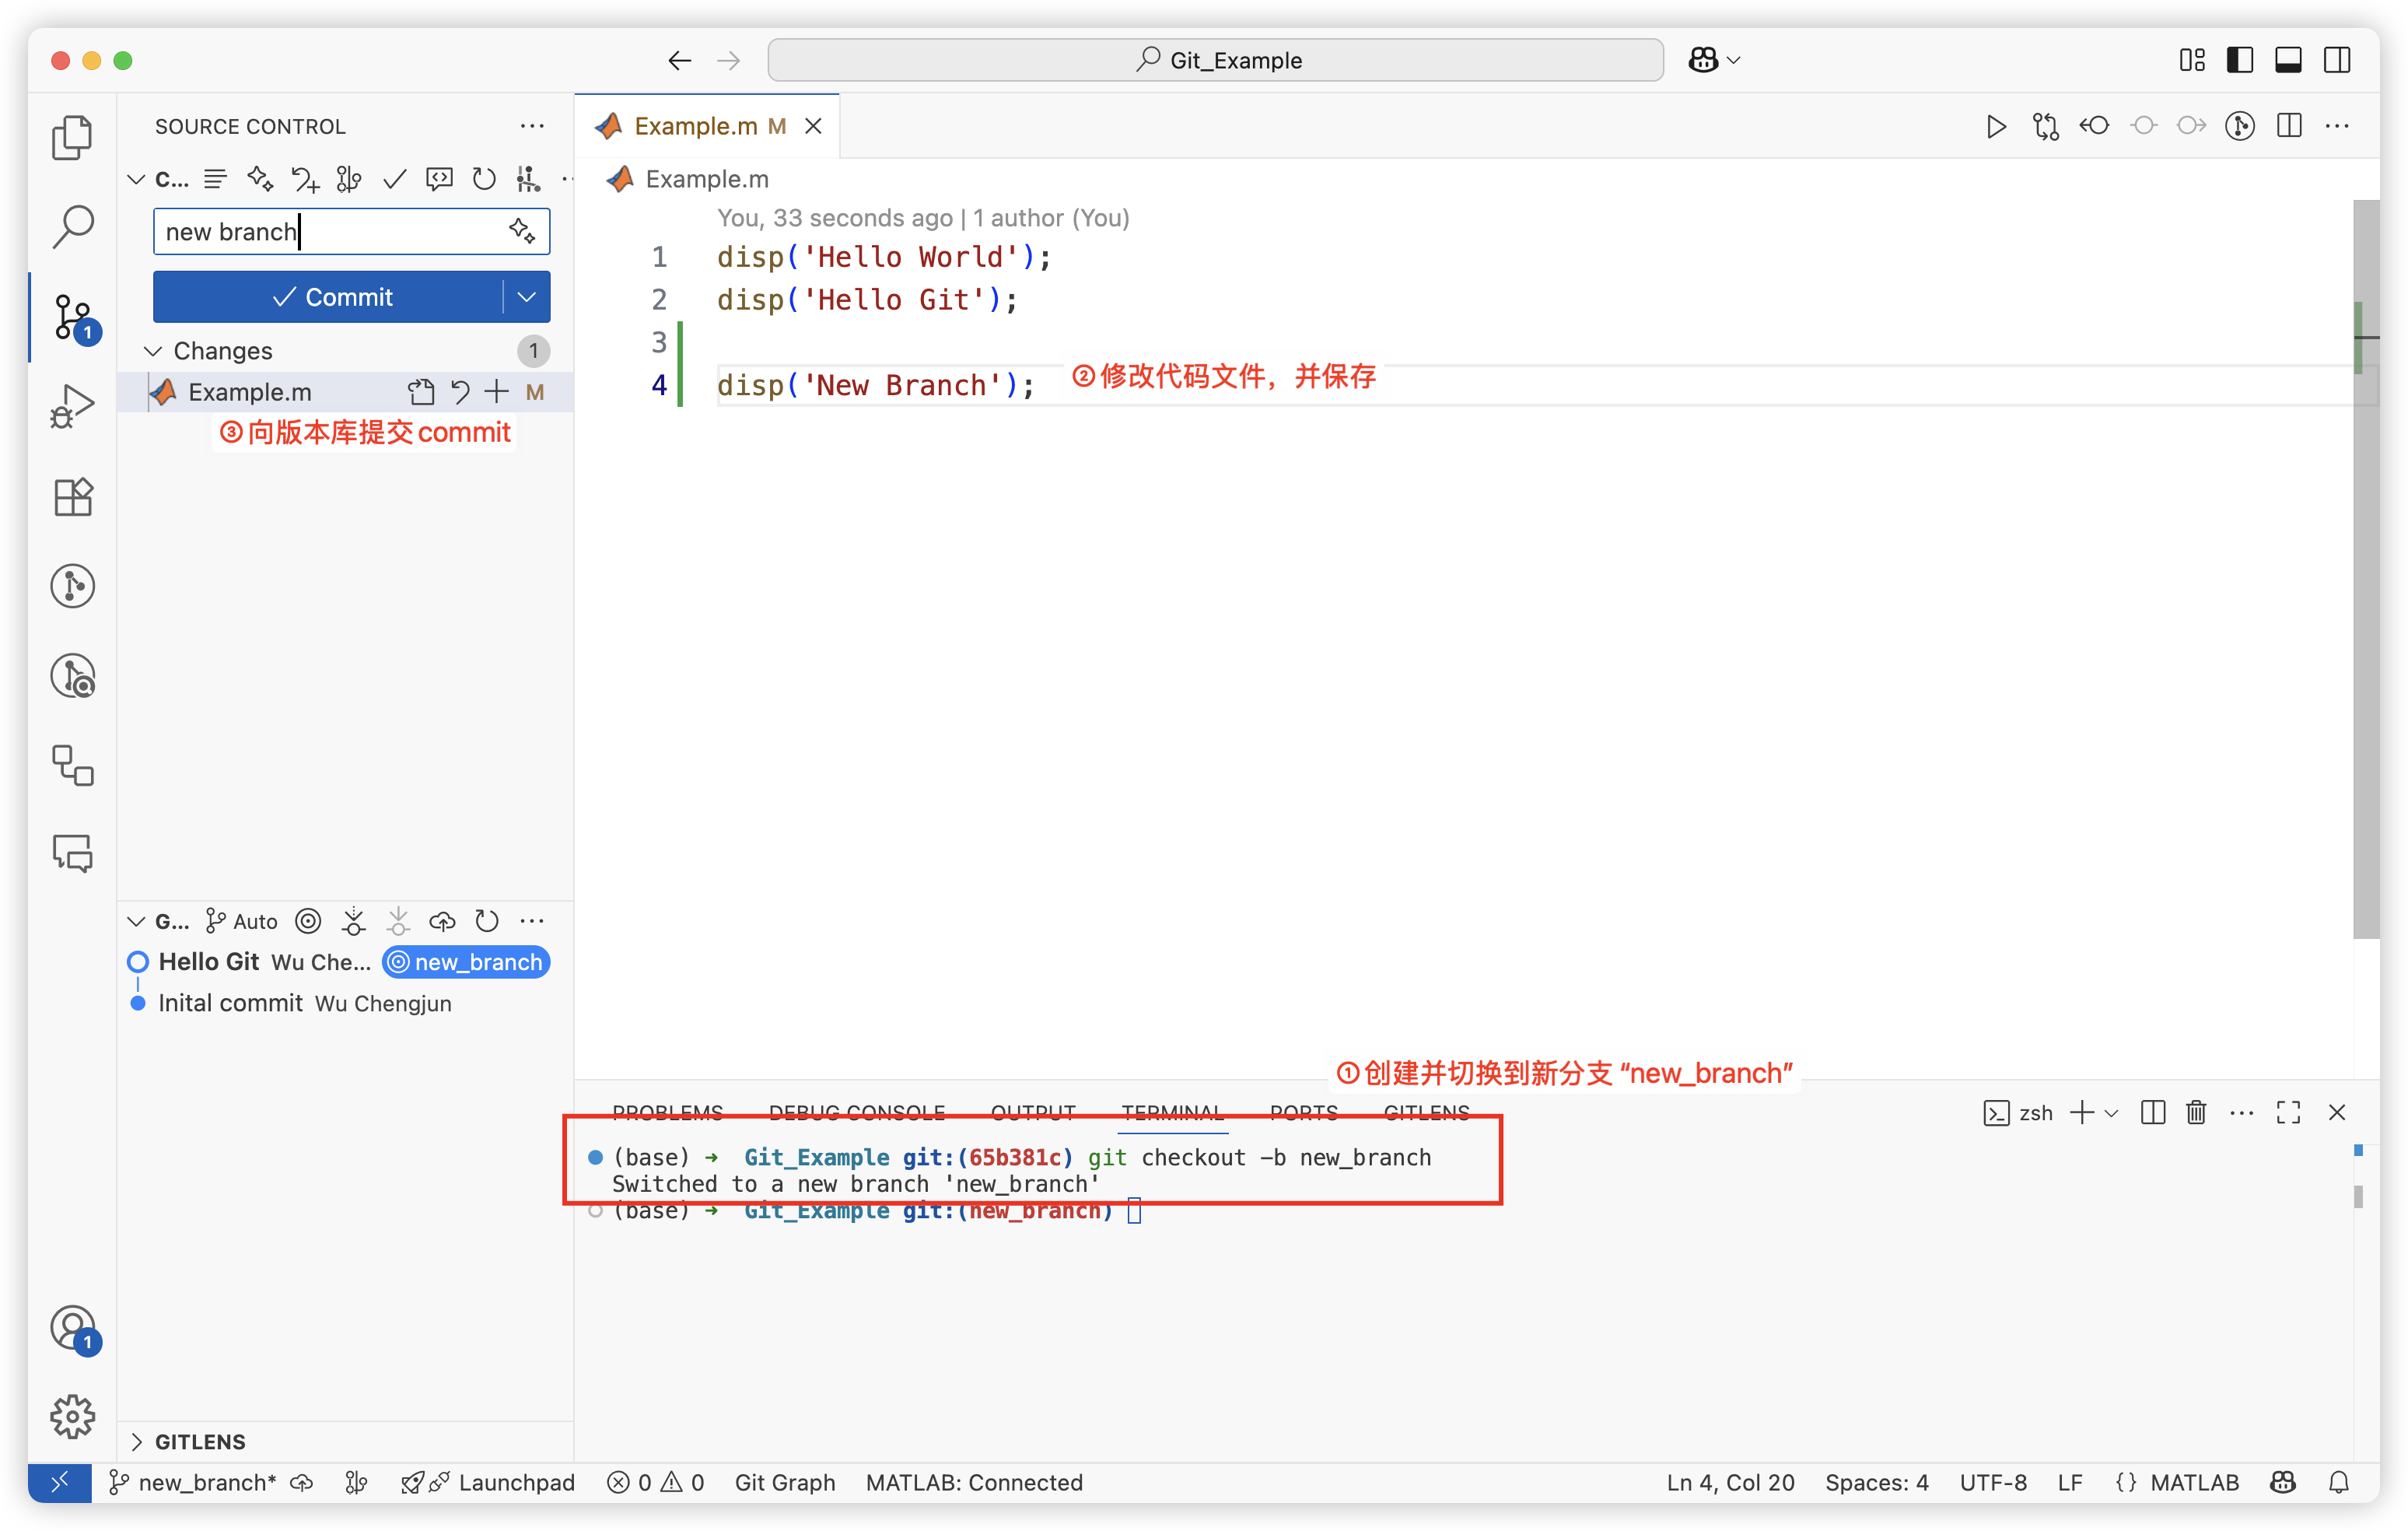 Git_Example
SOURCE CONTROL
C...
new branch
Commit
1
Changes
1
Example.m
M
③向版本库提交 commit
Example.m M
Example.m
You, 33 seconds ago | 1 author (You)
1 disp('Hello World');
2 disp('Hello Git');
3
4 disp('New Branch');
②修改代码文件，并保存
G...
Auto
Hello Git Wu Che... new_branch
Inital commit Wu Chengjun
①创建并切换到新分支 “new_branch”
PROBLEMS DEBUG CONSOLE OUTPUT TERMINAL PORTS GITLENS
zsh
(base) ➜ Git_Example git:(65b381c) git checkout -b new_branch
Switched to a new branch 'new_branch'
(base) ➜ Git_Example git:(new_branch)
1
GITLENS
new_branch* Launchpad 0 0 Git Graph MATLAB: Connected
Ln 4, Col 20 Spaces: 4 UTF-8 LF {} MATLAB